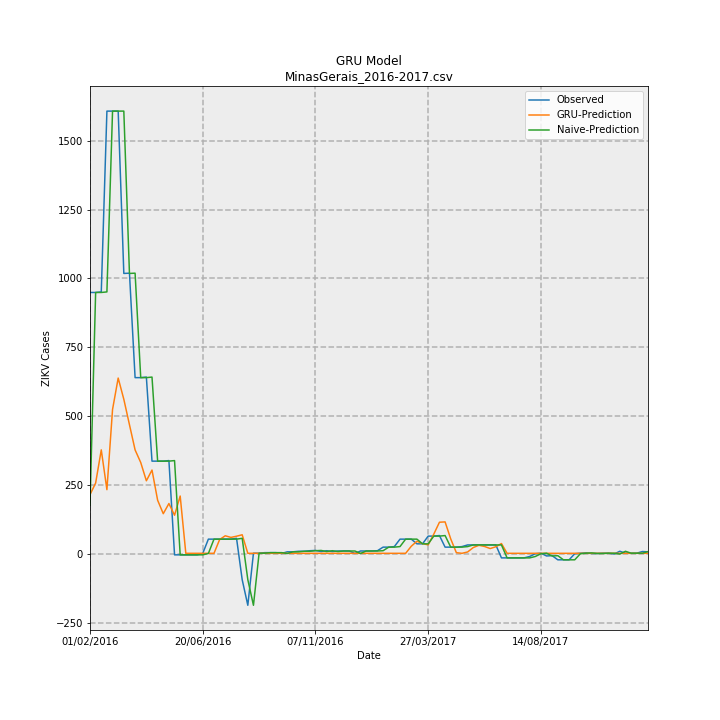 GRU Model
MinasGerais_2016-2017.csv
Observed
GRU-Prediction
Naive-Prediction
ZIKV Cases
1500
1250
1000
750
500
250
0
−250
01/02/2016
20/06/2016
07/11/2016
27/03/2017
14/08/2017
Date